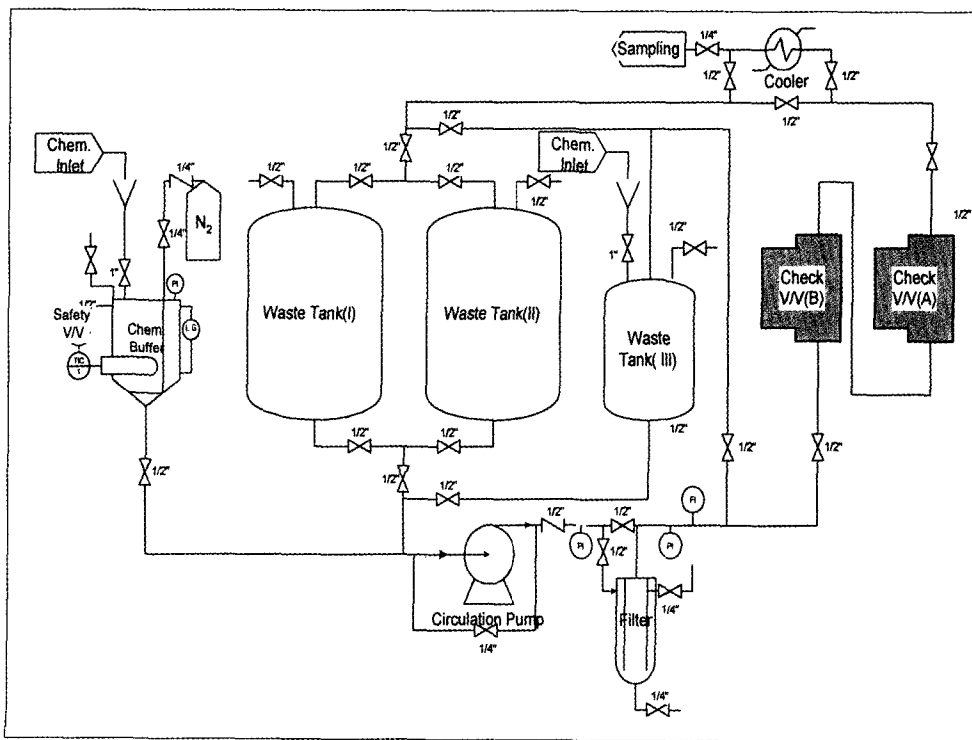 1/4"
Sampling
1/2"
Cooler
1/2"
1/2"
1/2"
1/2"
Chem.
Inlet
1/4"
N₂
1/4"
1"
1/2"
1/2"
1/2"
1/2"
Chem.
Inlet
1"
1/2"
1/2"
PI
Safety
V/V
Chem.
Buffer
L G
TIC
Waste Tank(I)
Waste Tank(II)
Waste
Tank( III)
Check
V/V(B)
Check
V/V(A)
1/2"
1/2"
1/2"
1/2"
1/2"
1/2"
1/2"
1/2"
1/2"
1/2"
PI
1/2"
PI
PI
Circulation Pump
1/4"
Filter
1/4"
1/4"